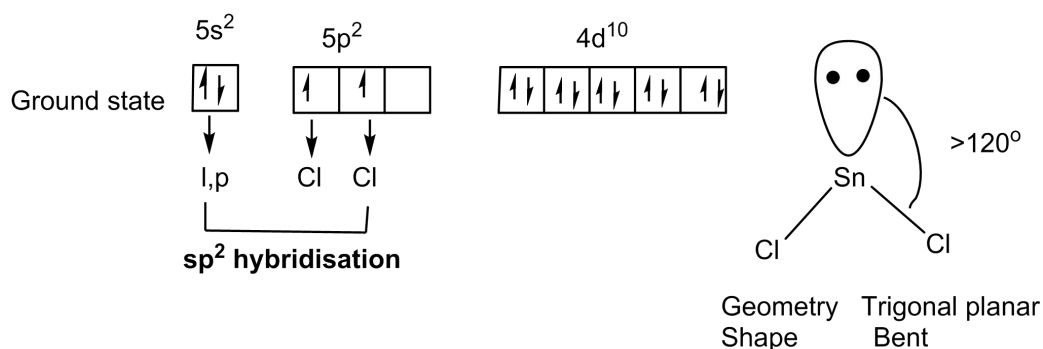 5s² 5p² 4d¹⁰
Ground state
l,p Cl Cl
sp² hybridisation
>120º
Sn
Cl Cl
Geometry Trigonal planar
Shape Bent